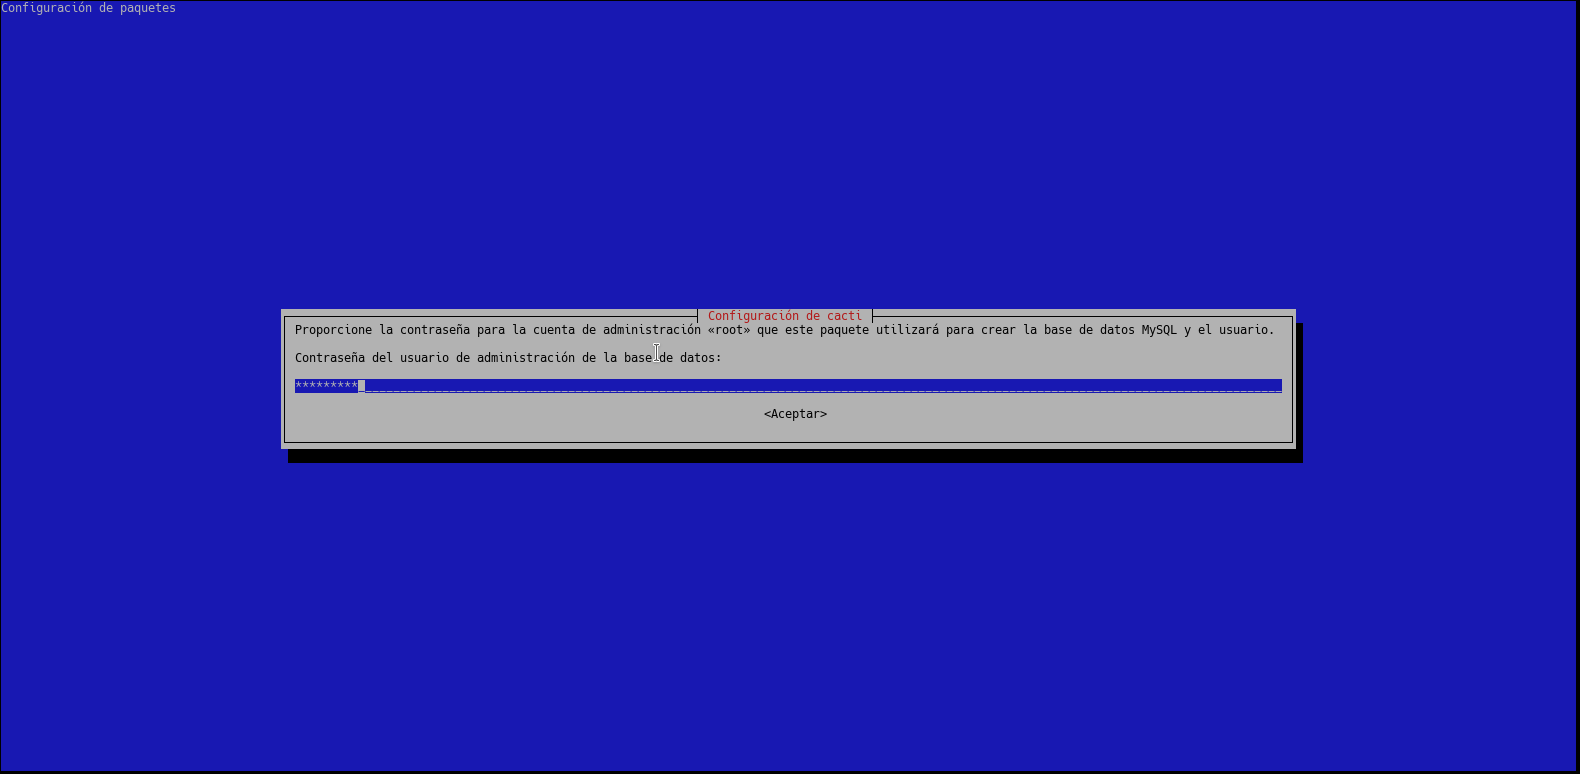 Configuración de paquetes
Configuración de cacti
Proporcione la contraseña para la cuenta de administración «root» que este paquete utilizará para crear la base de datos MySQL y el usuario.
Contraseña del usuario de administración de la base de datos:
*********
<Aceptar>